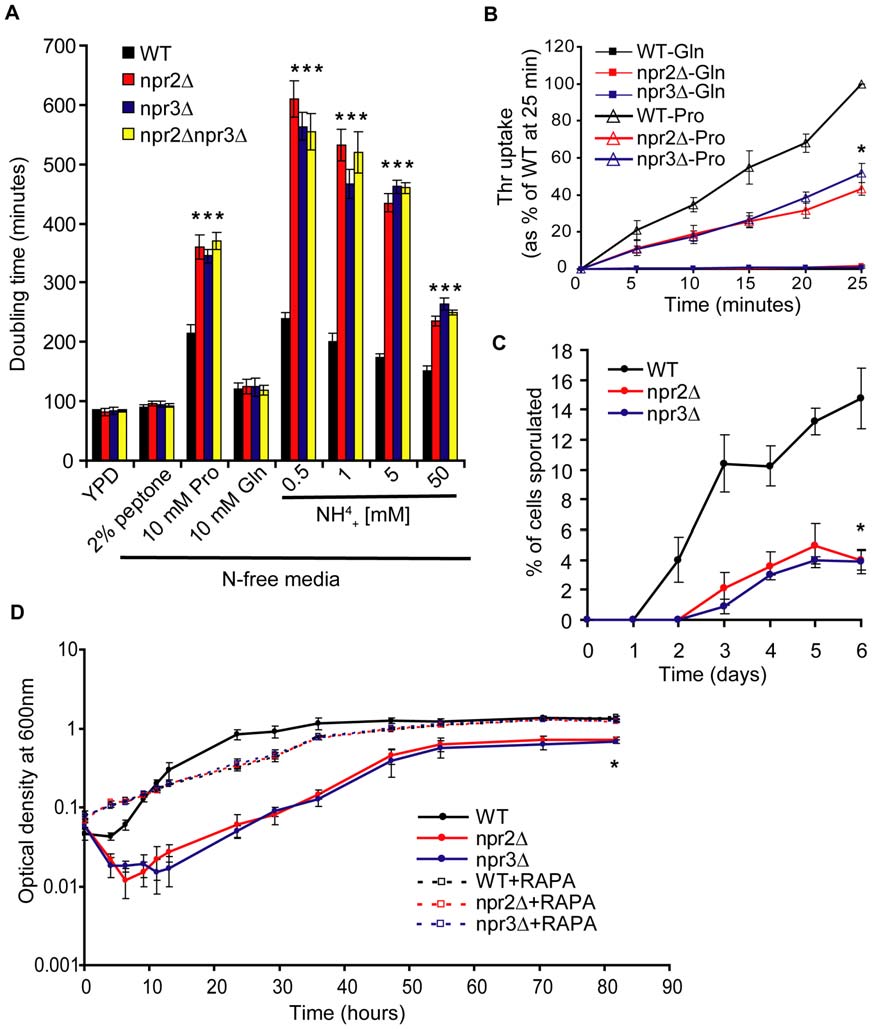 A
WT
npr2Δ
npr3Δ
npr2Δnpr3Δ
Doubling time (minutes)
700
600
500
400
300
200
100
0
***
***
***
***
***
YPD
2% peptone
10 mM Pro
10 mM Gln
0.5
1
5
50
NH⁴₊ [mM]
N-free media
B
WT-Gln
npr2Δ-Gln
npr3Δ-Gln
WT-Pro
npr2Δ-Pro
npr3Δ-Pro
Thr uptake
(as % of WT at 25 min)
120
100
80
60
40
20
0
*
0 5 10 15 20 25
Time (minutes)
C
WT
npr2Δ
npr3Δ
% of cells sporulated
18
16
14
12
10
8
6
4
2
0
*
0 1 2 3 4 5 6
Time (days)
D
Optical density at 600nm
10
1
0.1
0.01
0.001
*
WT
npr2Δ
npr3Δ
WT+RAPA
npr2Δ+RAPA
npr3Δ+RAPA
0 10 20 30 40 50 60 70 80 90
Time (hours)